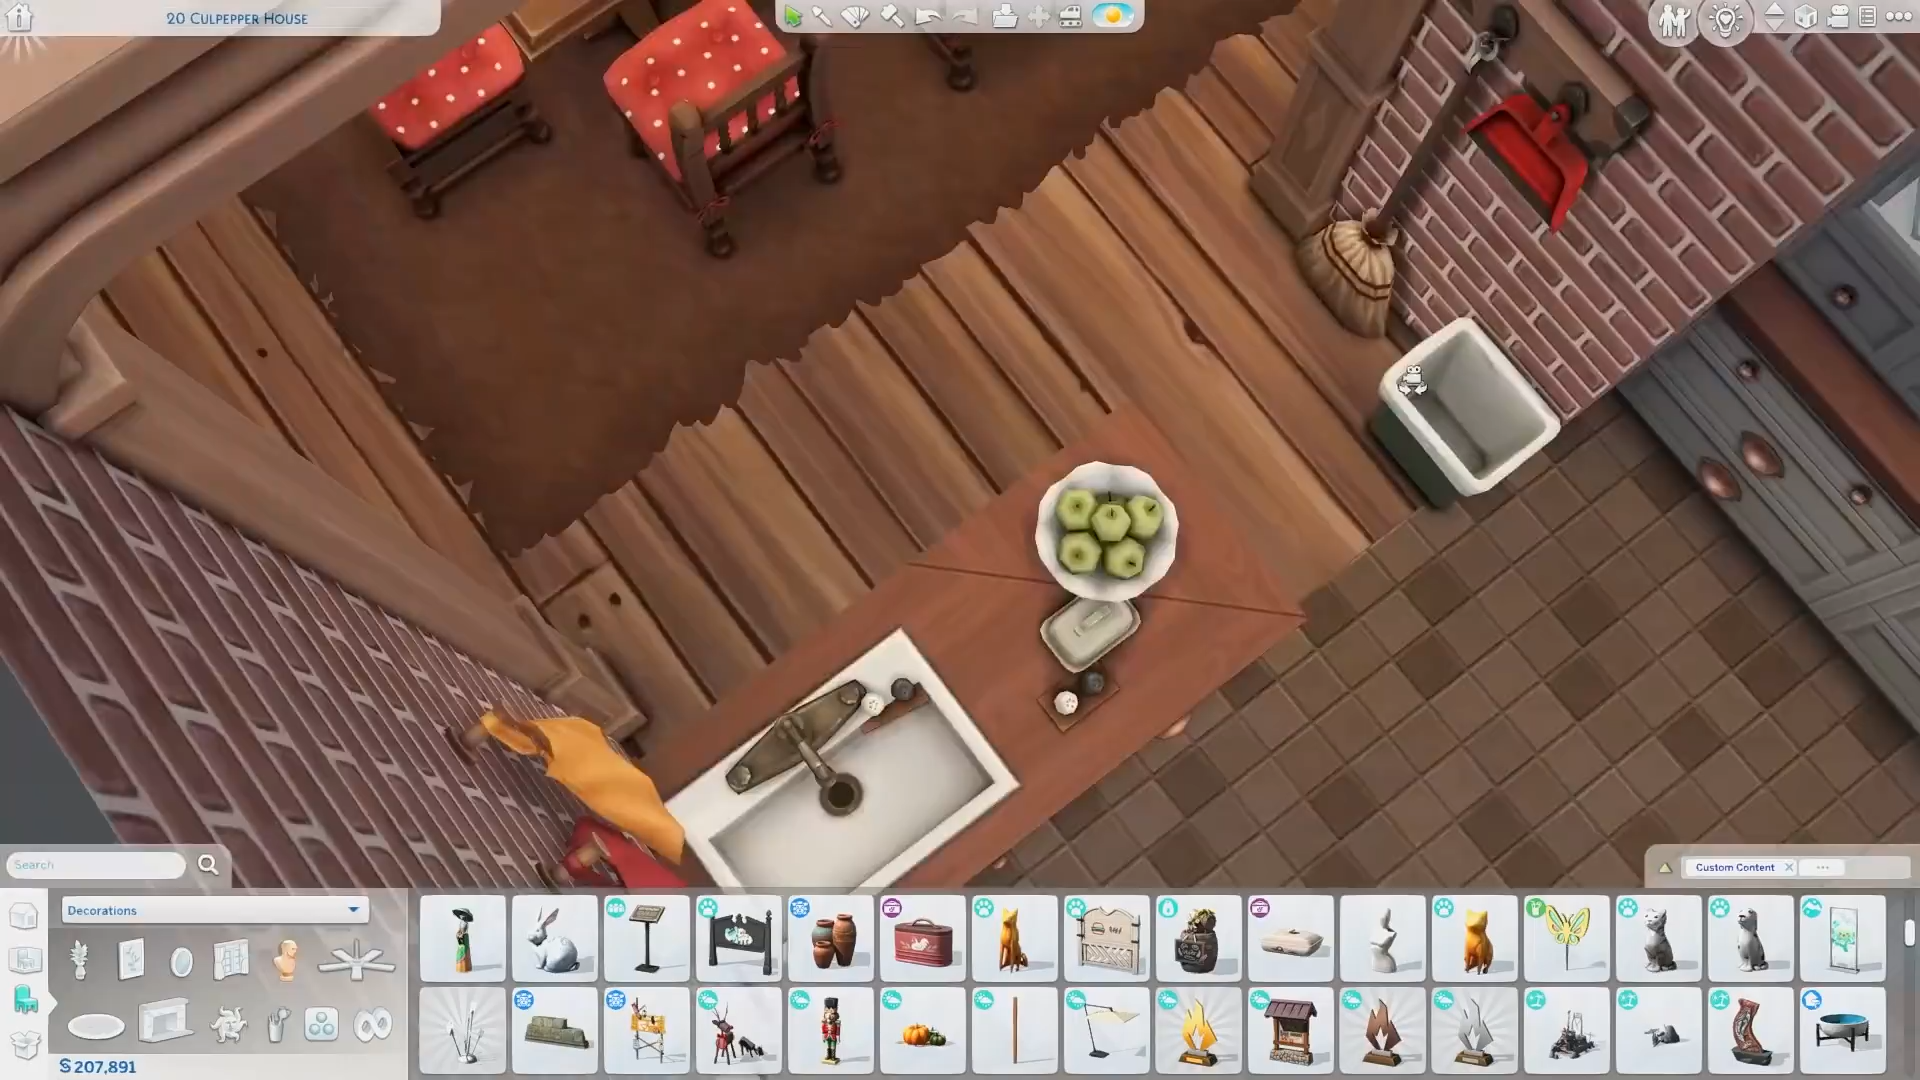 20 Culpepper House
Search
Custom Content
Decorations
§207,891